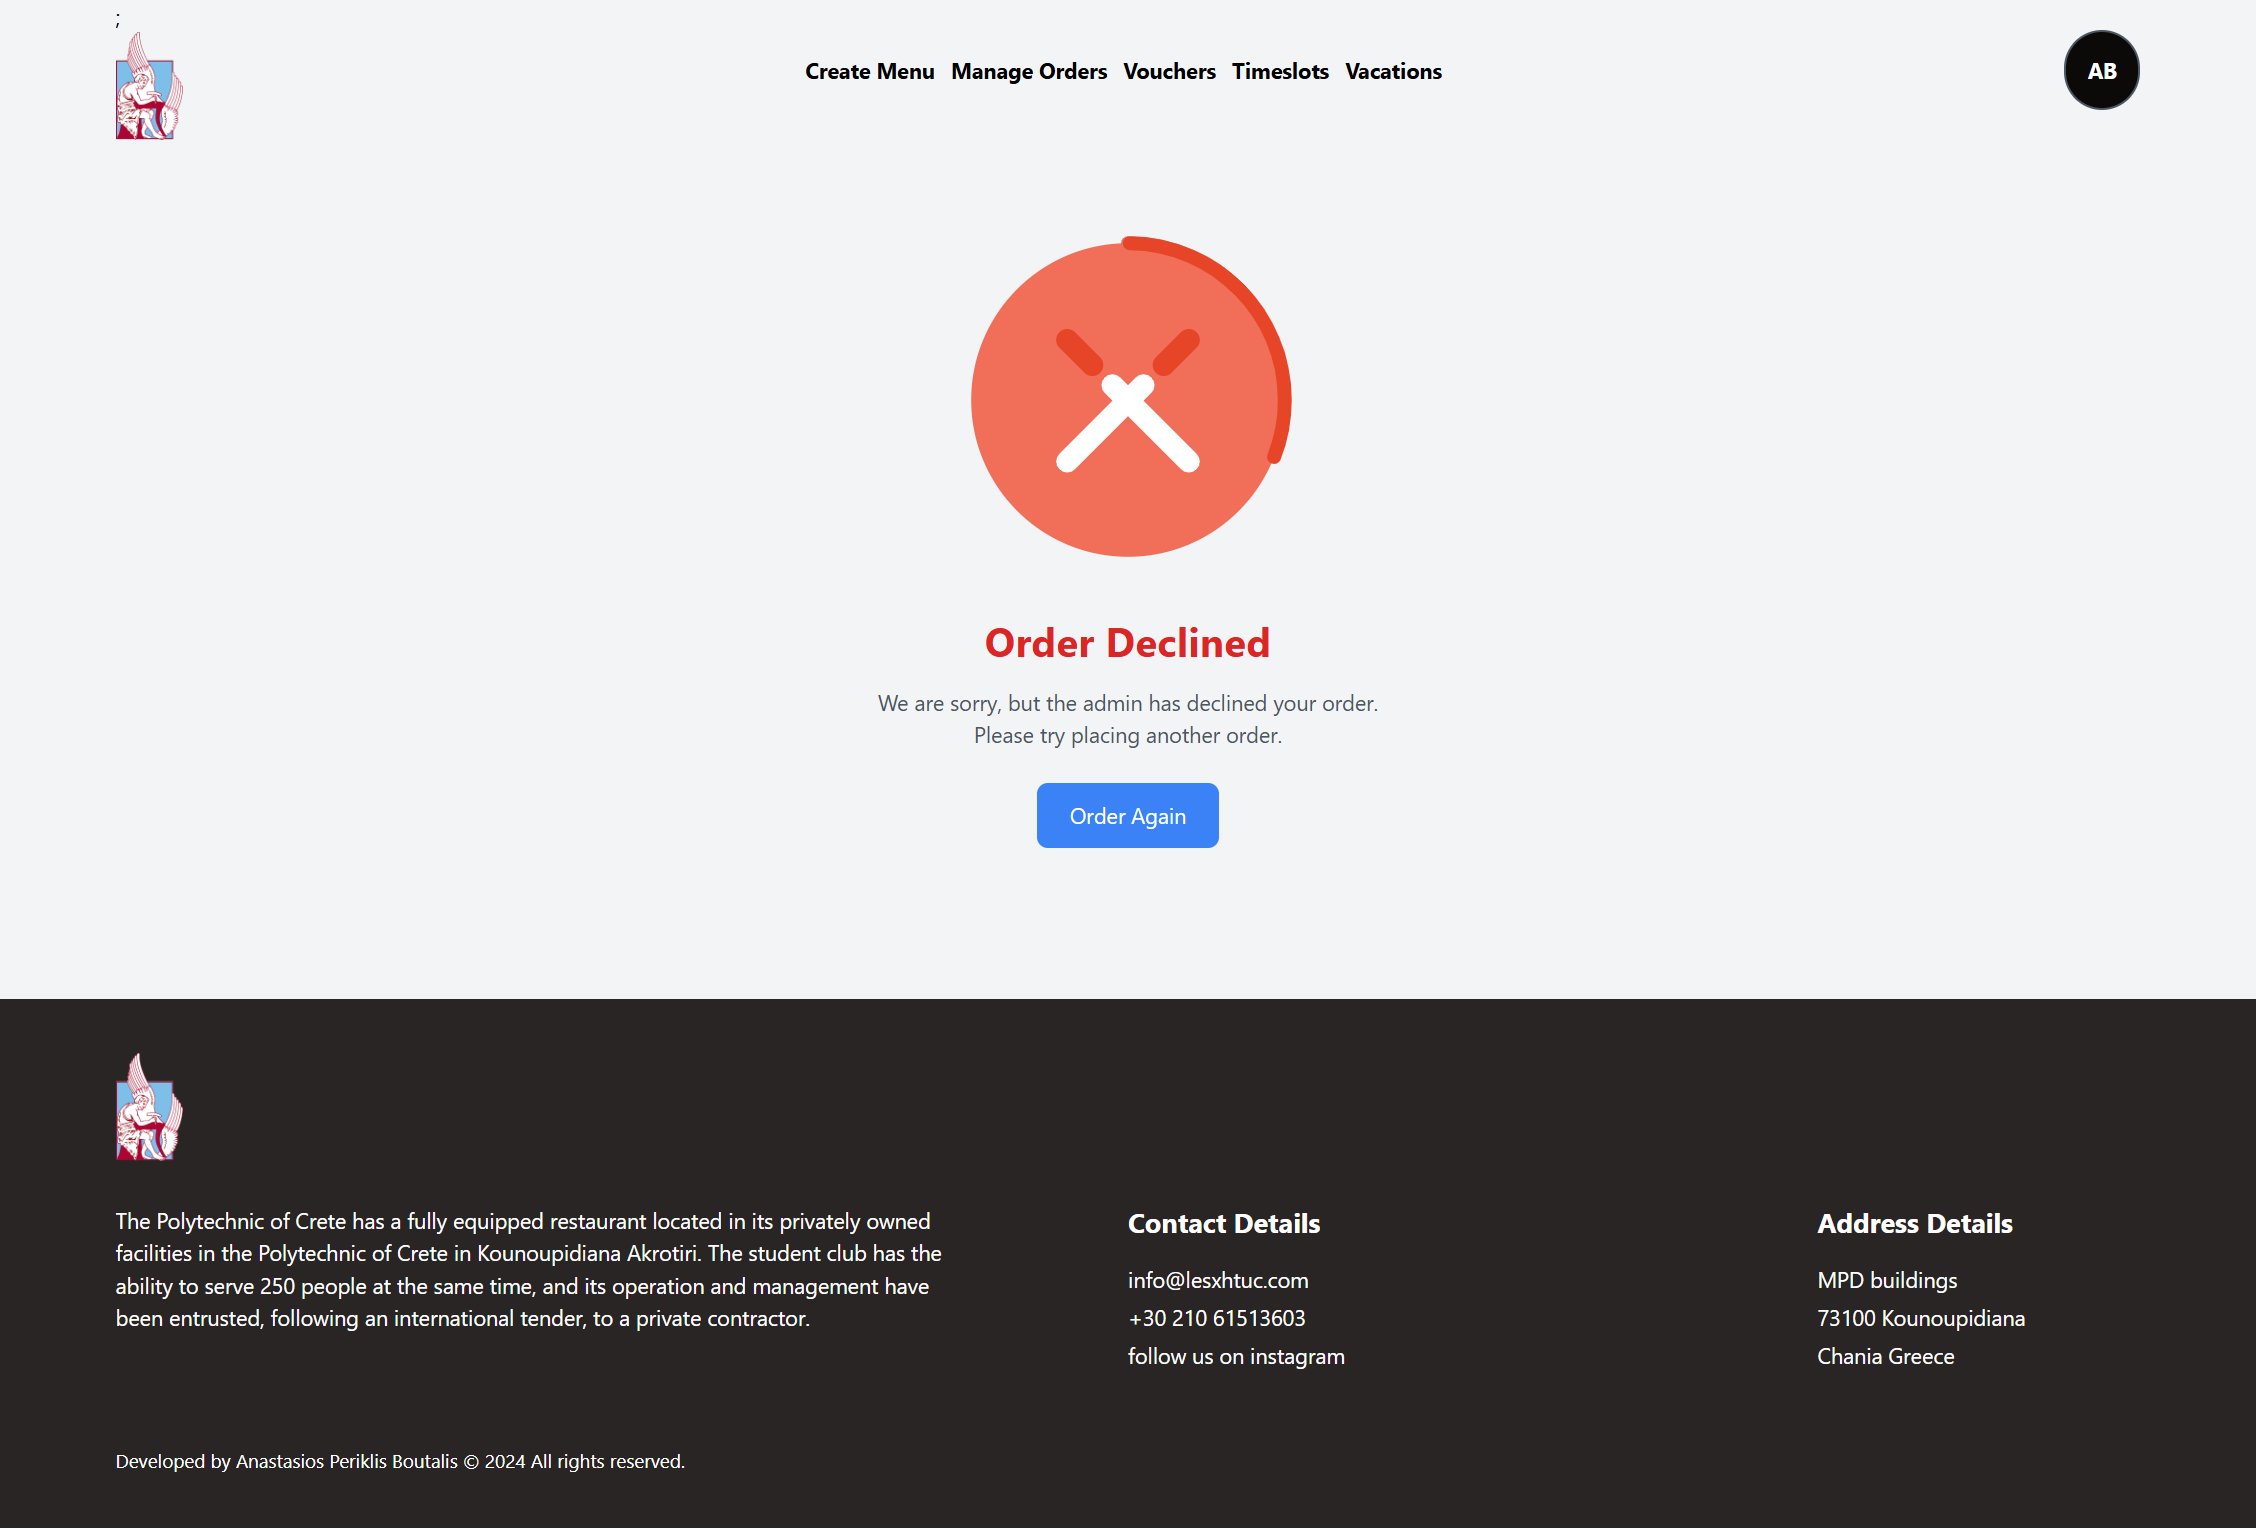 ;
Create Menu Manage Orders Vouchers Timeslots Vacations
AB
Order Declined
We are sorry, but the admin has declined your order.
Please try placing another order.
Order Again
The Polytechnic of Crete has a fully equipped restaurant located in its privately owned
facilities in the Polytechnic of Crete in Kounoupidiana Akrotiri. The student club has the
ability to serve 250 people at the same time, and its operation and management have
been entrusted, following an international tender, to a private contractor.
Contact Details
info@lesxhtuc.com
+30 210 61513603
follow us on instagram
Address Details
MPD buildings
73100 Kounoupidiana
Chania Greece
Developed by Anastasios Periklis Boutalis © 2024 All rights reserved.